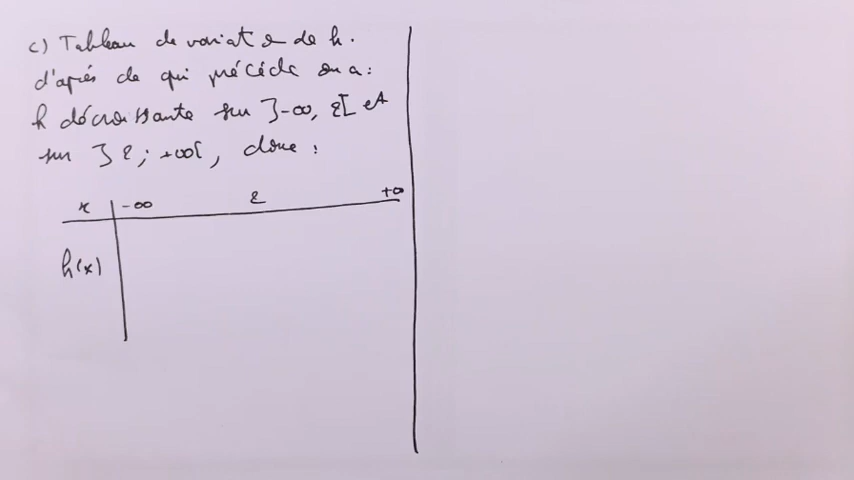 c) Tableau de variat° de h.
d'après ce qui précède on a:
h décroissante sur ]-∞, 2[ et
sur ]2; +∞[, donc:
x -∞ 2 +∞
h(x)